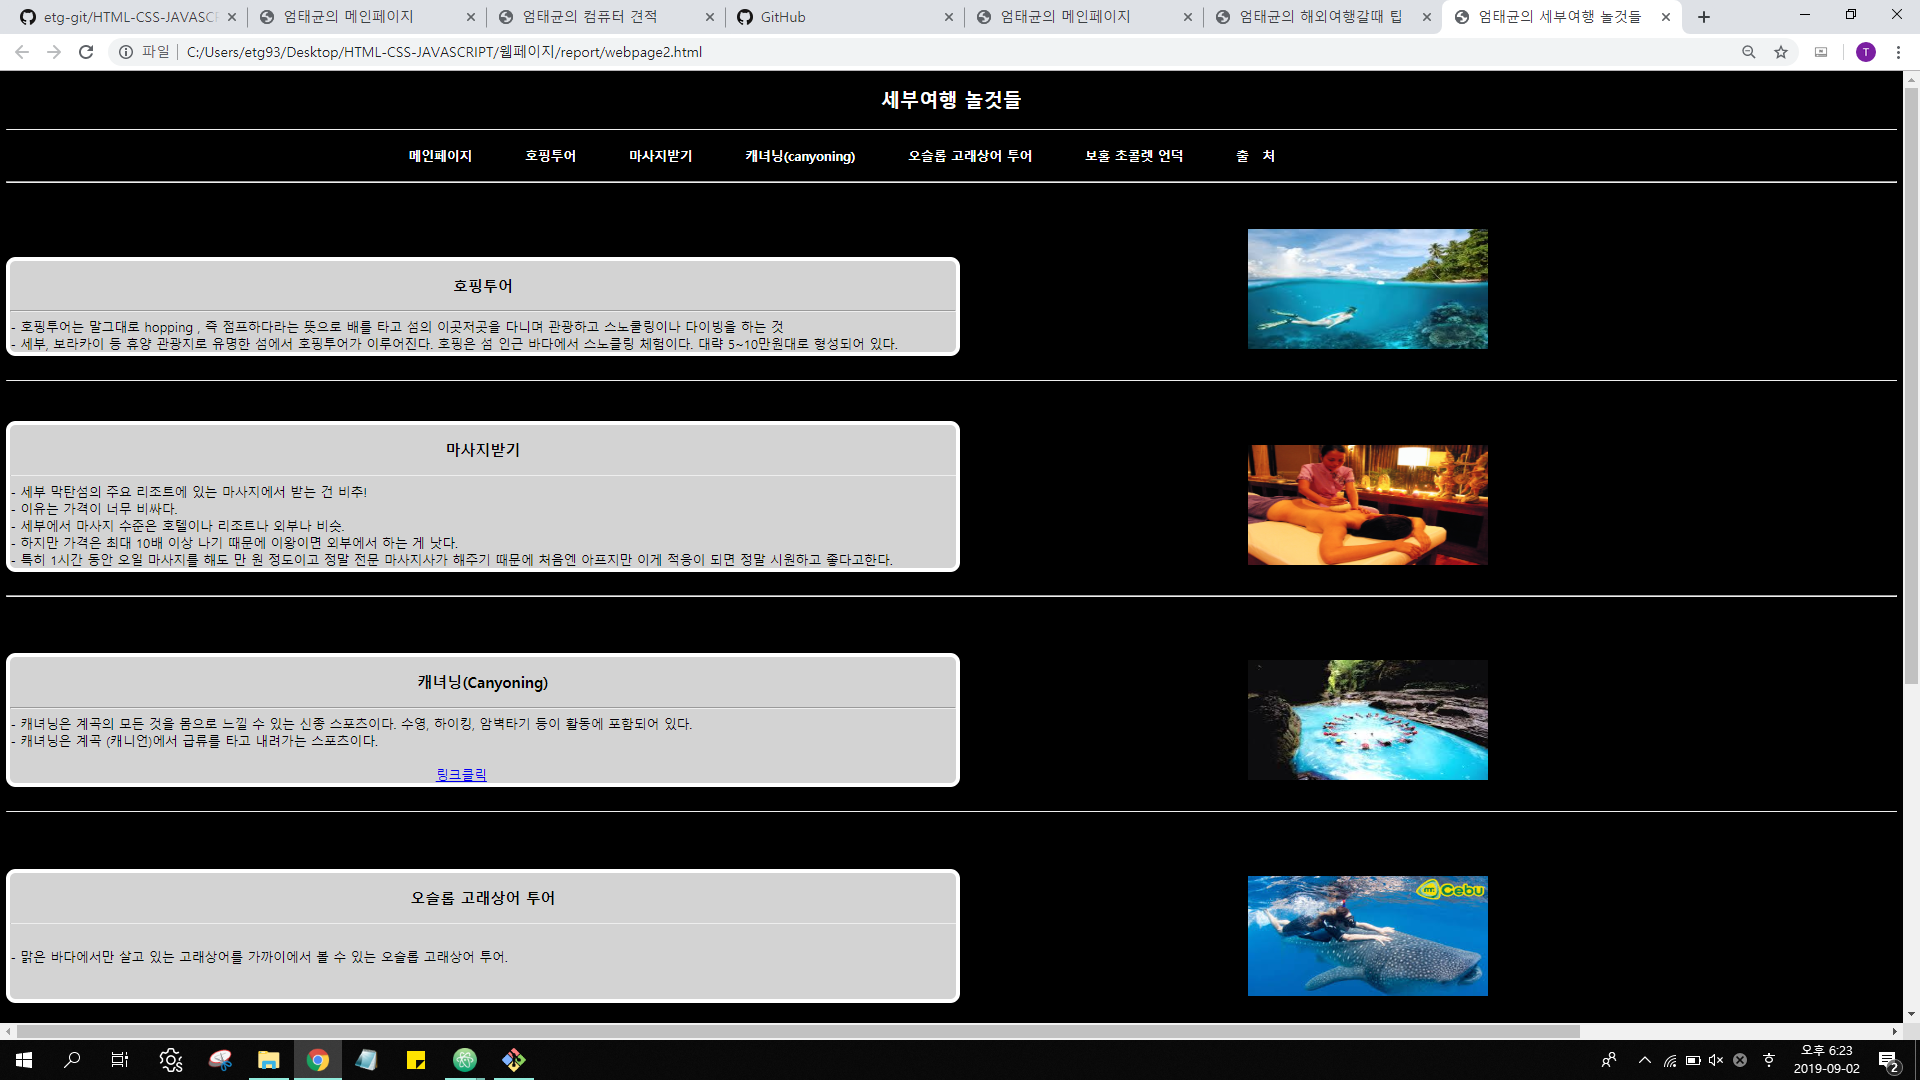 etg-git/HTML-CSS-JAVASCR
엄태균의 메인페이지
엄태균의 컴퓨터 견적
GitHub
엄태균의 메인페이지
엄태균의 해외여행갈때 팁
엄태균의 세부여행 놀것들
파일
C:/Users/etg93/Desktop/HTML-CSS-JAVASCRIPT/웹페이지/report/webpage2.html
T
세부여행 놀것들
메인페이지 호핑투어 마사지받기 캐녀닝(canyoning) 오슬롭 고래상어 투어 보홀 초콜렛 언덕 출 처
호핑투어
- 호핑투어는 말그대로 hopping , 즉 점프하다라는 뜻으로 배를 타고 섬의 이곳저곳을 다니며 관광하고 스노쿨링이나 다이빙을 하는 것
- 세부, 보라카이 등 휴양 관광지로 유명한 섬에서 호핑투어가 이루어진다. 호핑은 섬 인근 바다에서 스노클링 체험이다. 대략 5~10만원대로 형성되어 있다.
마사지받기
- 세부 막탄섬의 주요 리조트에 있는 마사지에서 받는 건 비추!
- 이유는 가격이 너무 비싸다.
- 세부에서 마사지 수준은 호텔이나 리조트나 외부나 비슷.
- 하지만 가격은 최대 10배 이상 나기 때문에 이왕이면 외부에서 하는 게 낫다.
- 특히 1시간 동안 오일 마사지를 해도 만 원 정도이고 정말 전문 마사지사가 해주기 때문에 처음엔 아프지만 이게 적응이 되면 정말 시원하고 좋다고한다.
캐녀닝(Canyoning)
- 캐녀닝은 계곡의 모든 것을 몸으로 느낄 수 있는 신종 스포츠이다. 수영, 하이킹, 암벽타기 등이 활동에 포함되어 있다.
- 캐녀닝은 계곡 (캐니언)에서 급류를 타고 내려가는 스포츠이다.
링크클릭
오슬롭 고래상어 투어
Cebu
- 맑은 바다에서만 살고 있는 고래상어를 가까이에서 볼 수 있는 오슬롭 고래상어 투어.
오후 6:23
2019-09-02
2